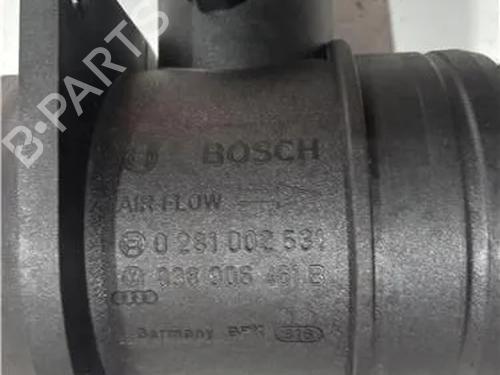 B-PARTS
BOSCH
AIR FLOW
0 281 002 531
038 906 461 B
Germany